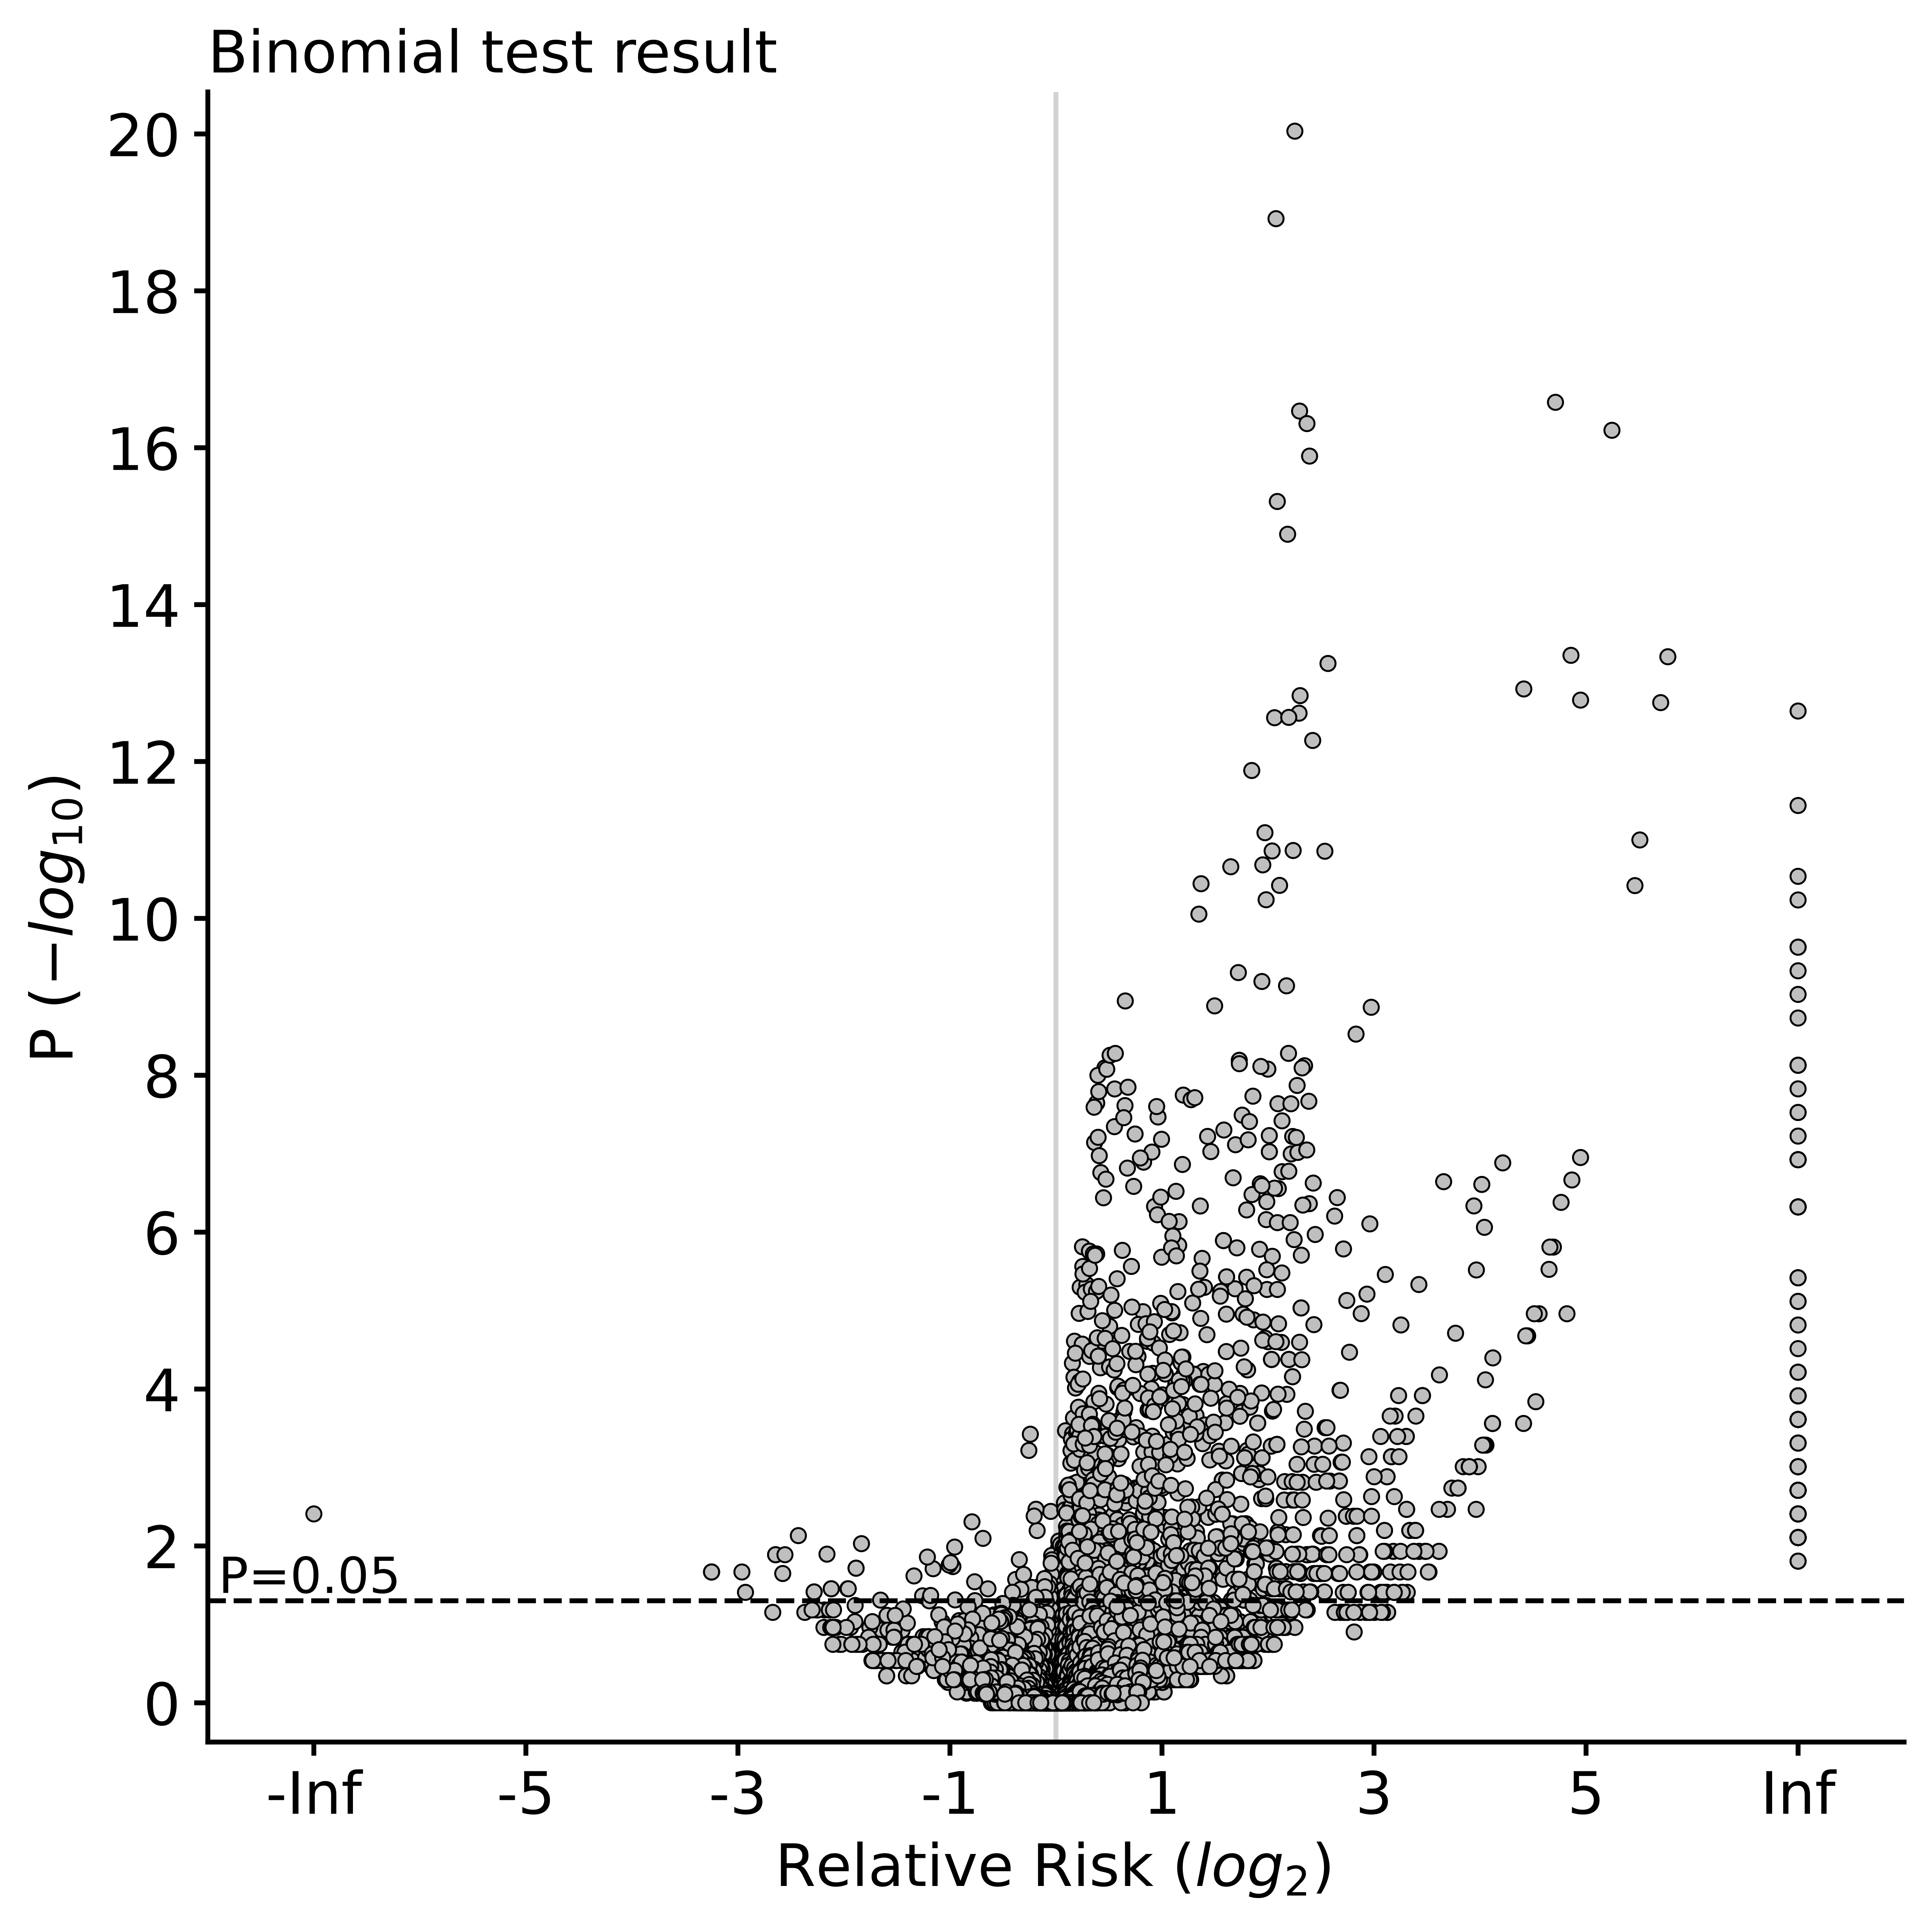 Binomial test result
20
18
16
14
12
10
8
6
4
2
0
P (−log₁₀)
P=0.05
-Inf -5 -3 -1 1 3 5 Inf
Relative Risk (log₂)